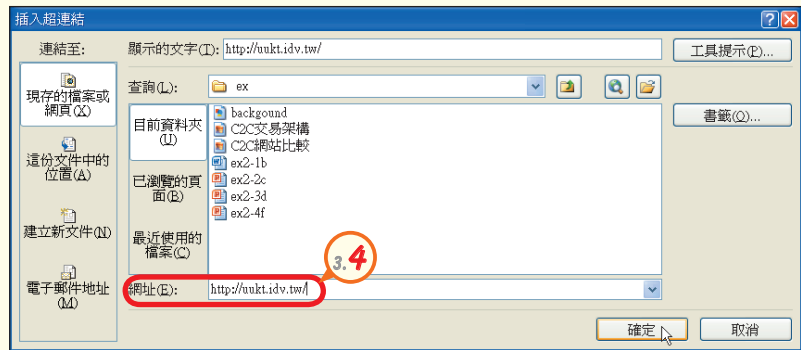 插入超連結
連結至:
顯示的文字(T): http://uukt.idv.tw/
工具提示(P)...
現存的檔案或
網頁(X)
這份文件中的
位置(A)
建立新文件(N)
電子郵件地址
(M)
查詢(L):
ex
目前資料夾
(U)
已瀏覽的頁
面(B)
最近使用的
檔案(C)
backgound
C2C交易架構
C2C網站比較
ex2-1b
ex2-2c
ex2-3d
ex2-4f
書籤(O)...
3.4
網址(E):
http://uukt.idv.tw/
確定
取消